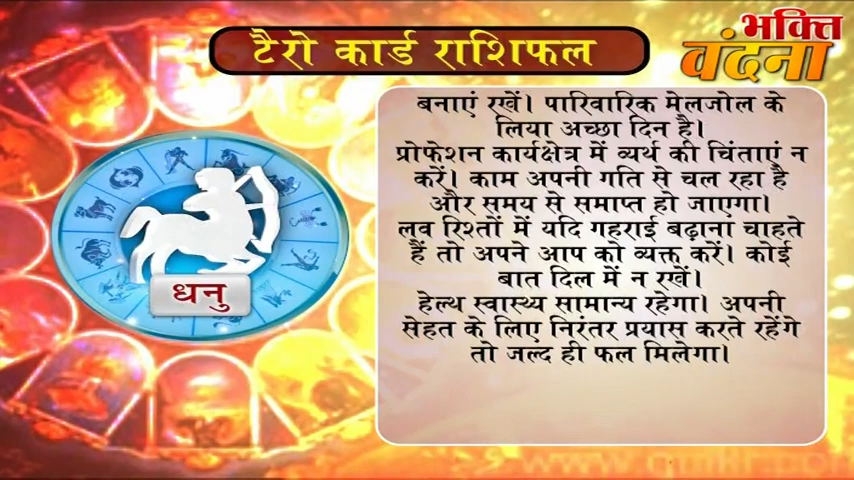 टैरो कार्ड राशिफल
भक्ति
वंदना
बनाएं रखें। पारिवारिक मेलजोल के
लिया अच्छा दिन है।
प्रोफेशन कार्यक्षेत्र में व्यर्थ की चिंताएं न
करें। काम अपनी गति से चल रहा है
और समय से समाप्त हो जाएगा।
लव रिश्तों में यदि गहराई बढ़ानां चाहते
हैं तो अपने आप को व्यक्त करें। कोई
बात दिल में न रखें।
हेल्थ स्वास्थ्य सामान्य रहेगा। अपनी
सेहत के लिए निरंतर प्रयास करते रहेंगे
तो जल्द ही फल मिलेगा।
धनु